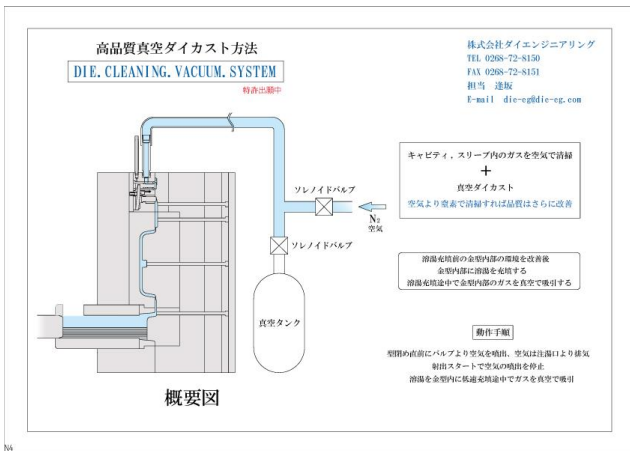 高品質真空ダイカスト方法
DIE. CLEANING. VACUUM. SYSTEM
特許出願中
株式会社ダイエンジニアリング
TEL 0268-72-8150
FAX 0268-72-8151
担当　逢坂
E-mail　die-eg@die-eg.com
キャビティ，スリーブ内のガスを空気で清掃
＋
真空ダイカスト
空気より窒素で清掃すれば品質はさらに改善
ソレノイドバルブ
N₂
空気
ソレノイドバルブ
真空タンク
溶湯充填前の金型内部の環境を改善後
金型内部に溶湯を充填する
溶湯充填途中で金型内部のガスを真空で吸引する
動作手順
型閉め直前にバルブより空気を噴出、空気は注湯口より排気
射出スタートで空気の噴出を停止
溶湯を金型内に低速充填途中でガスを真空で吸引
概要図
N4